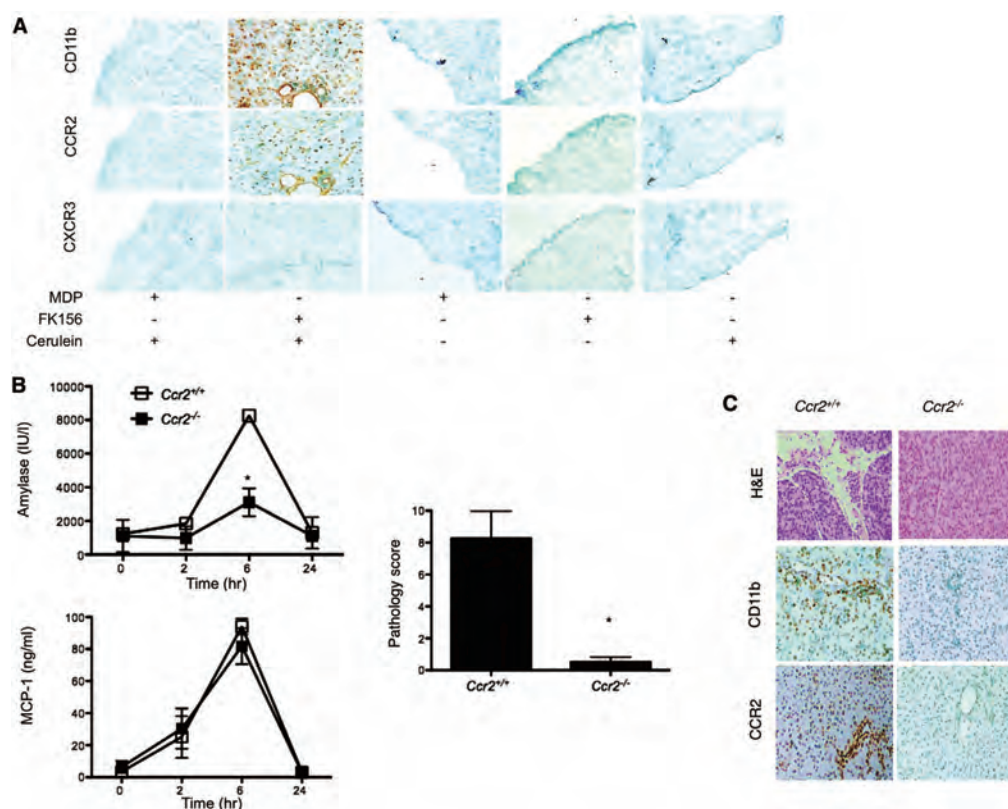 A
CD11b
CCR2
CXCR3
MDP + - + - -
FK156 - + - + -
Cerulein + + - - +
B
Ccr2+/+
Ccr2-/-
Amylase (IU/l)
10000
8000
6000
4000
2000
0
*
0 2 6 24
Time (hr)
MCP-1 (ng/ml)
100
80
60
40
20
0
0 2 6 24
Time (hr)
Pathology score
10
8
6
4
2
0
*
Ccr2+/+ Ccr2-/-
C
Ccr2+/+ Ccr2-/-
H&E
CD11b
CCR2